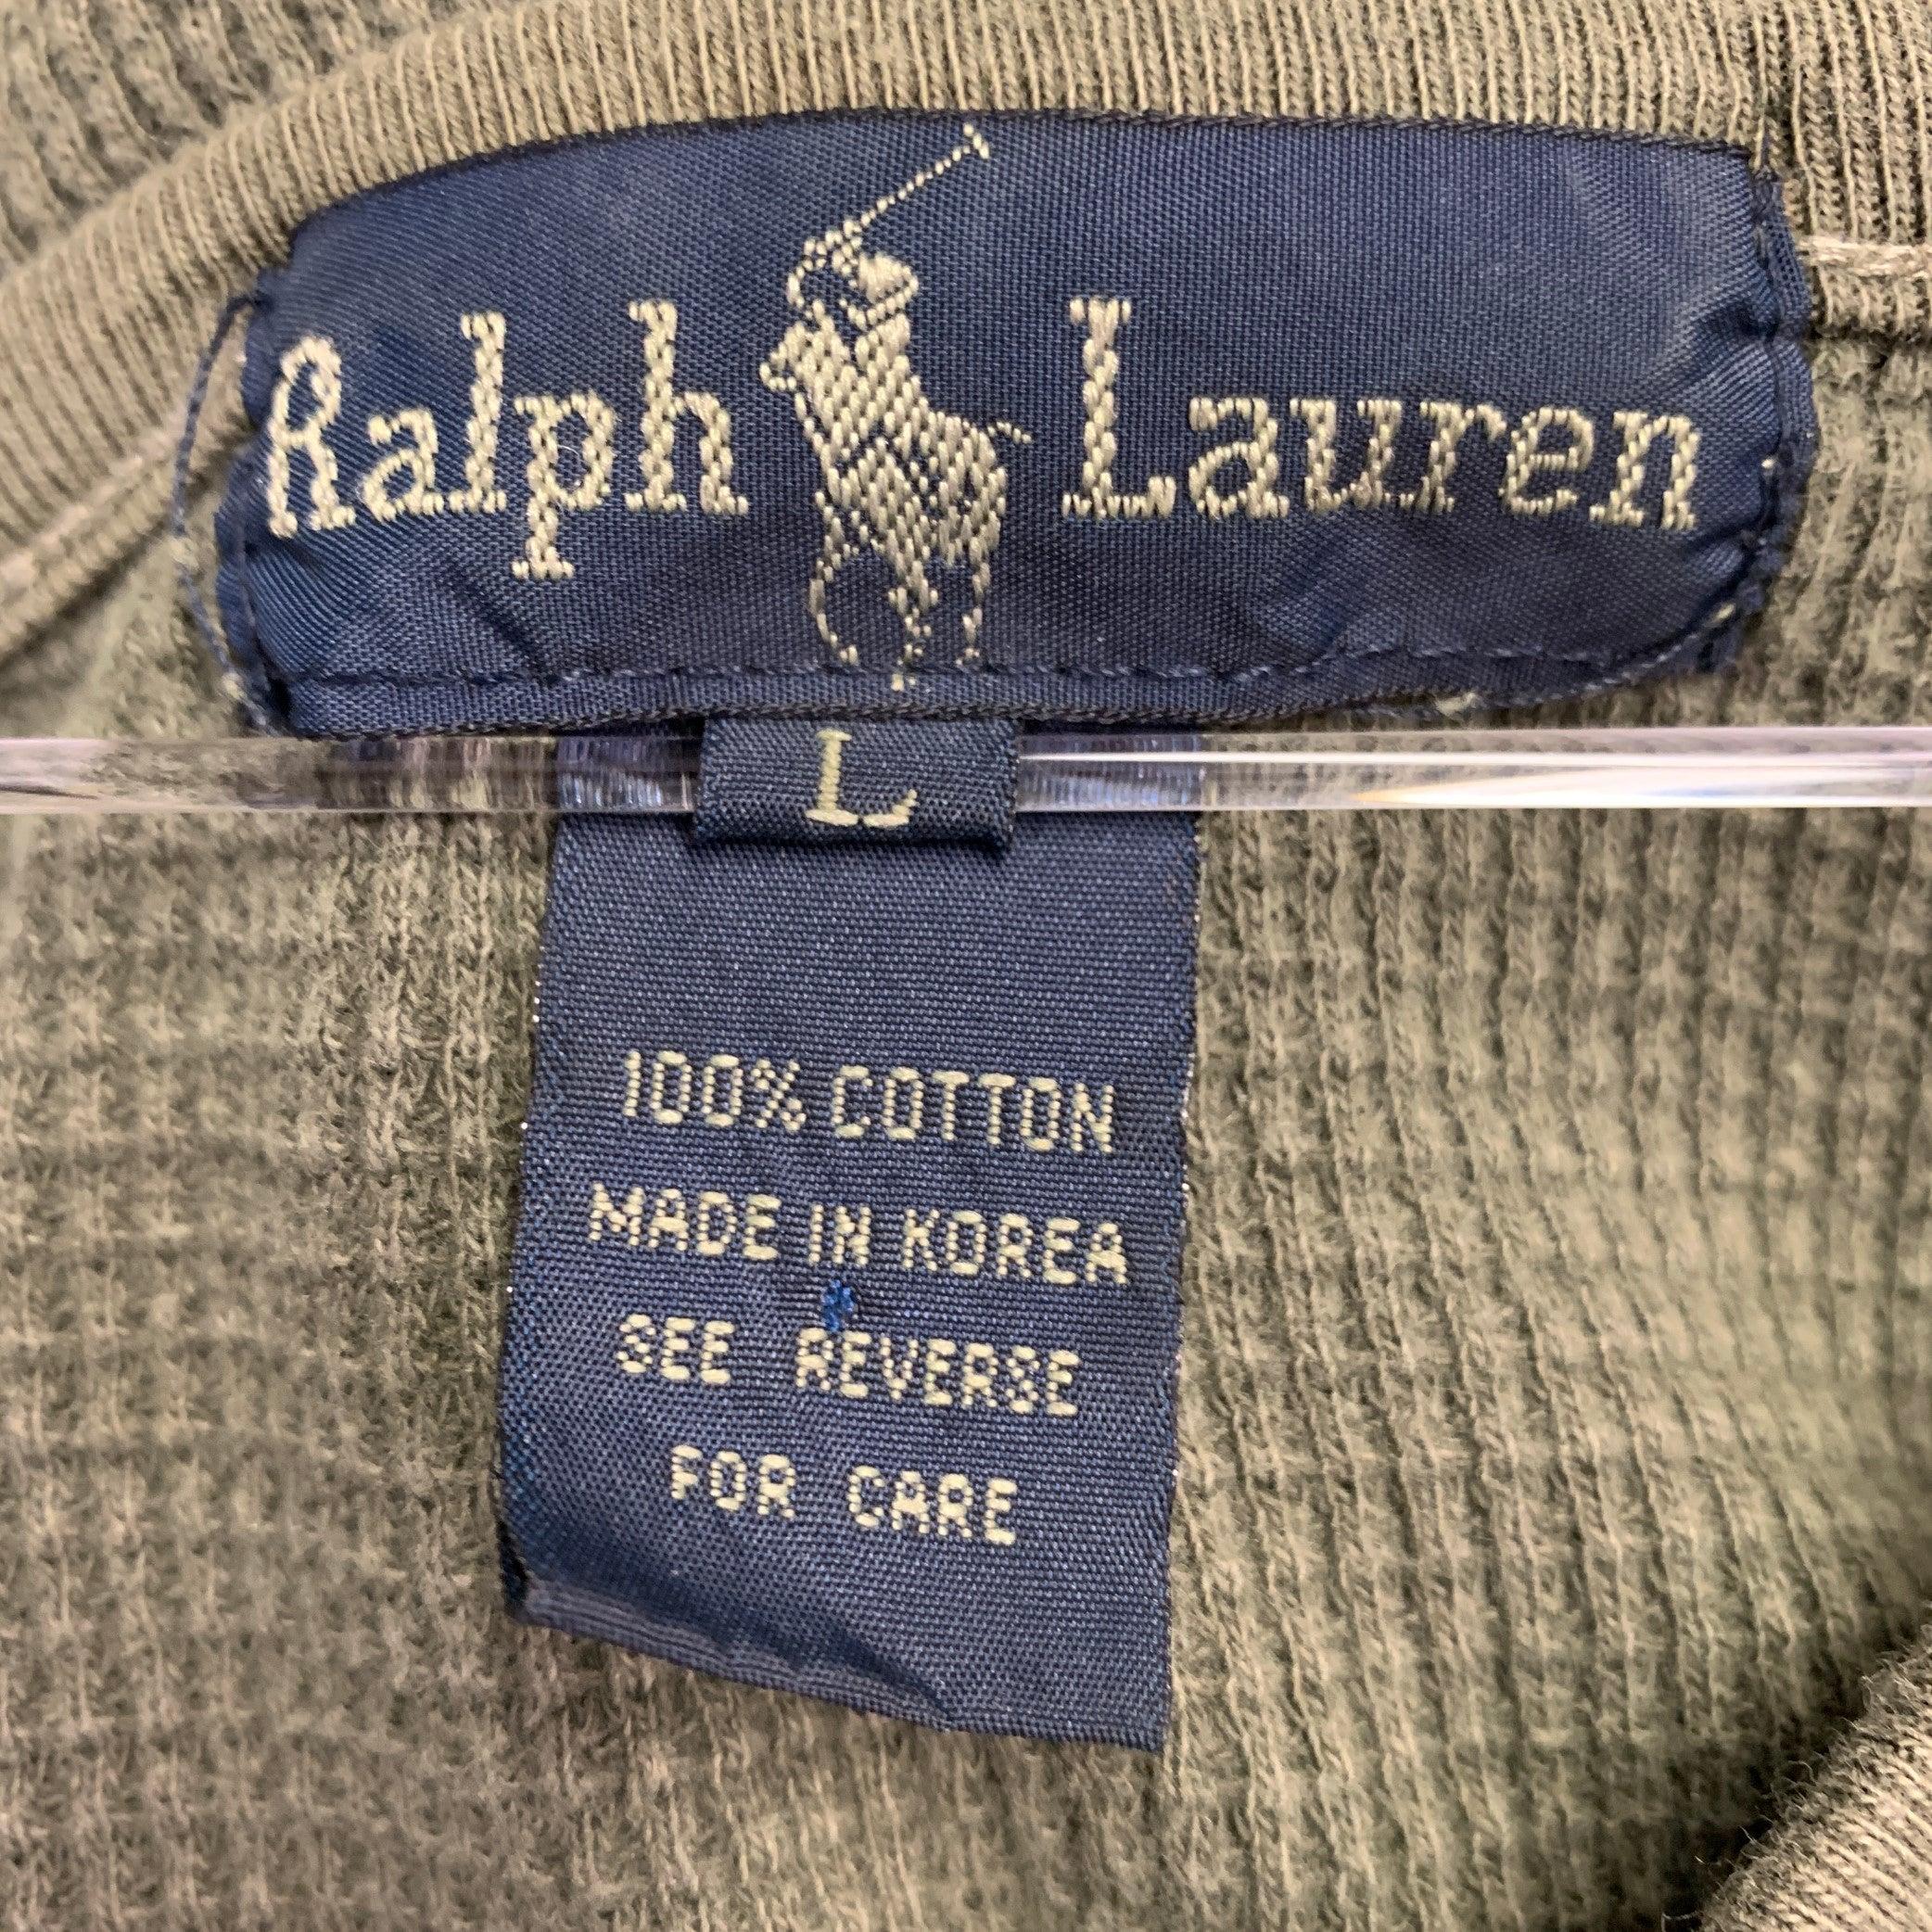 Ralph Lauren
L
100% COTTON
MADE IN KOREA
SEE REVERSE
FOR CARE